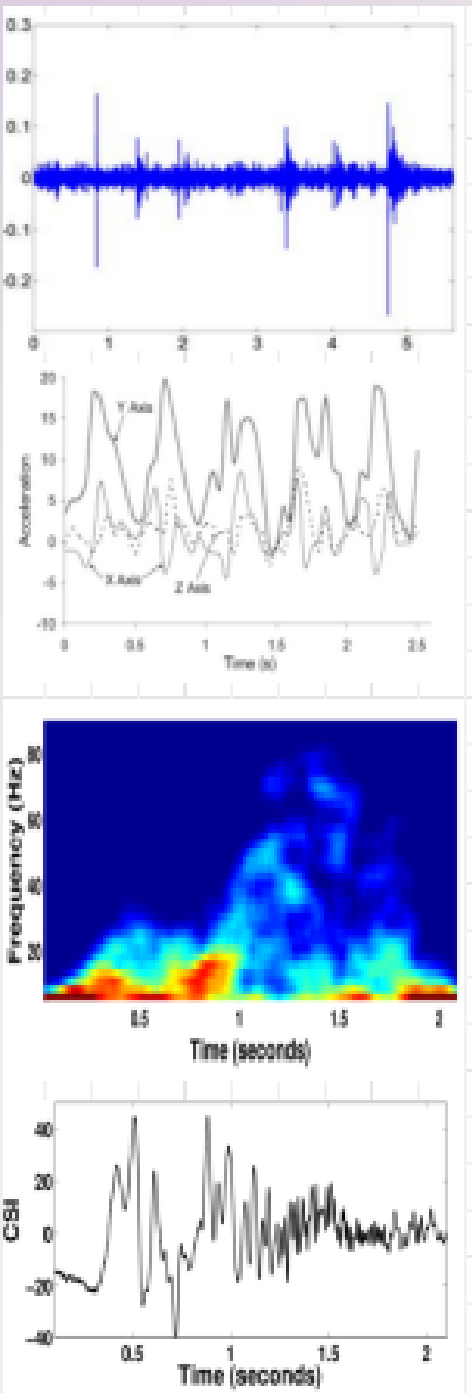 0.3
0.2
0.1
0
-0.1
-0.2
0 1 2 3 4 5
20
15
10
5
0
-5
-10
Acceleration
Y Axis
X Axis
Z Axis
0 0.5 1 1.5 2 2.5
Time (s)
Frequency (Hz)
80
60
40
20
0.5 1 1.5 2
Time (seconds)
CSI
40
20
0
-20
-40
0.5 1 1.5 2
Time (seconds)